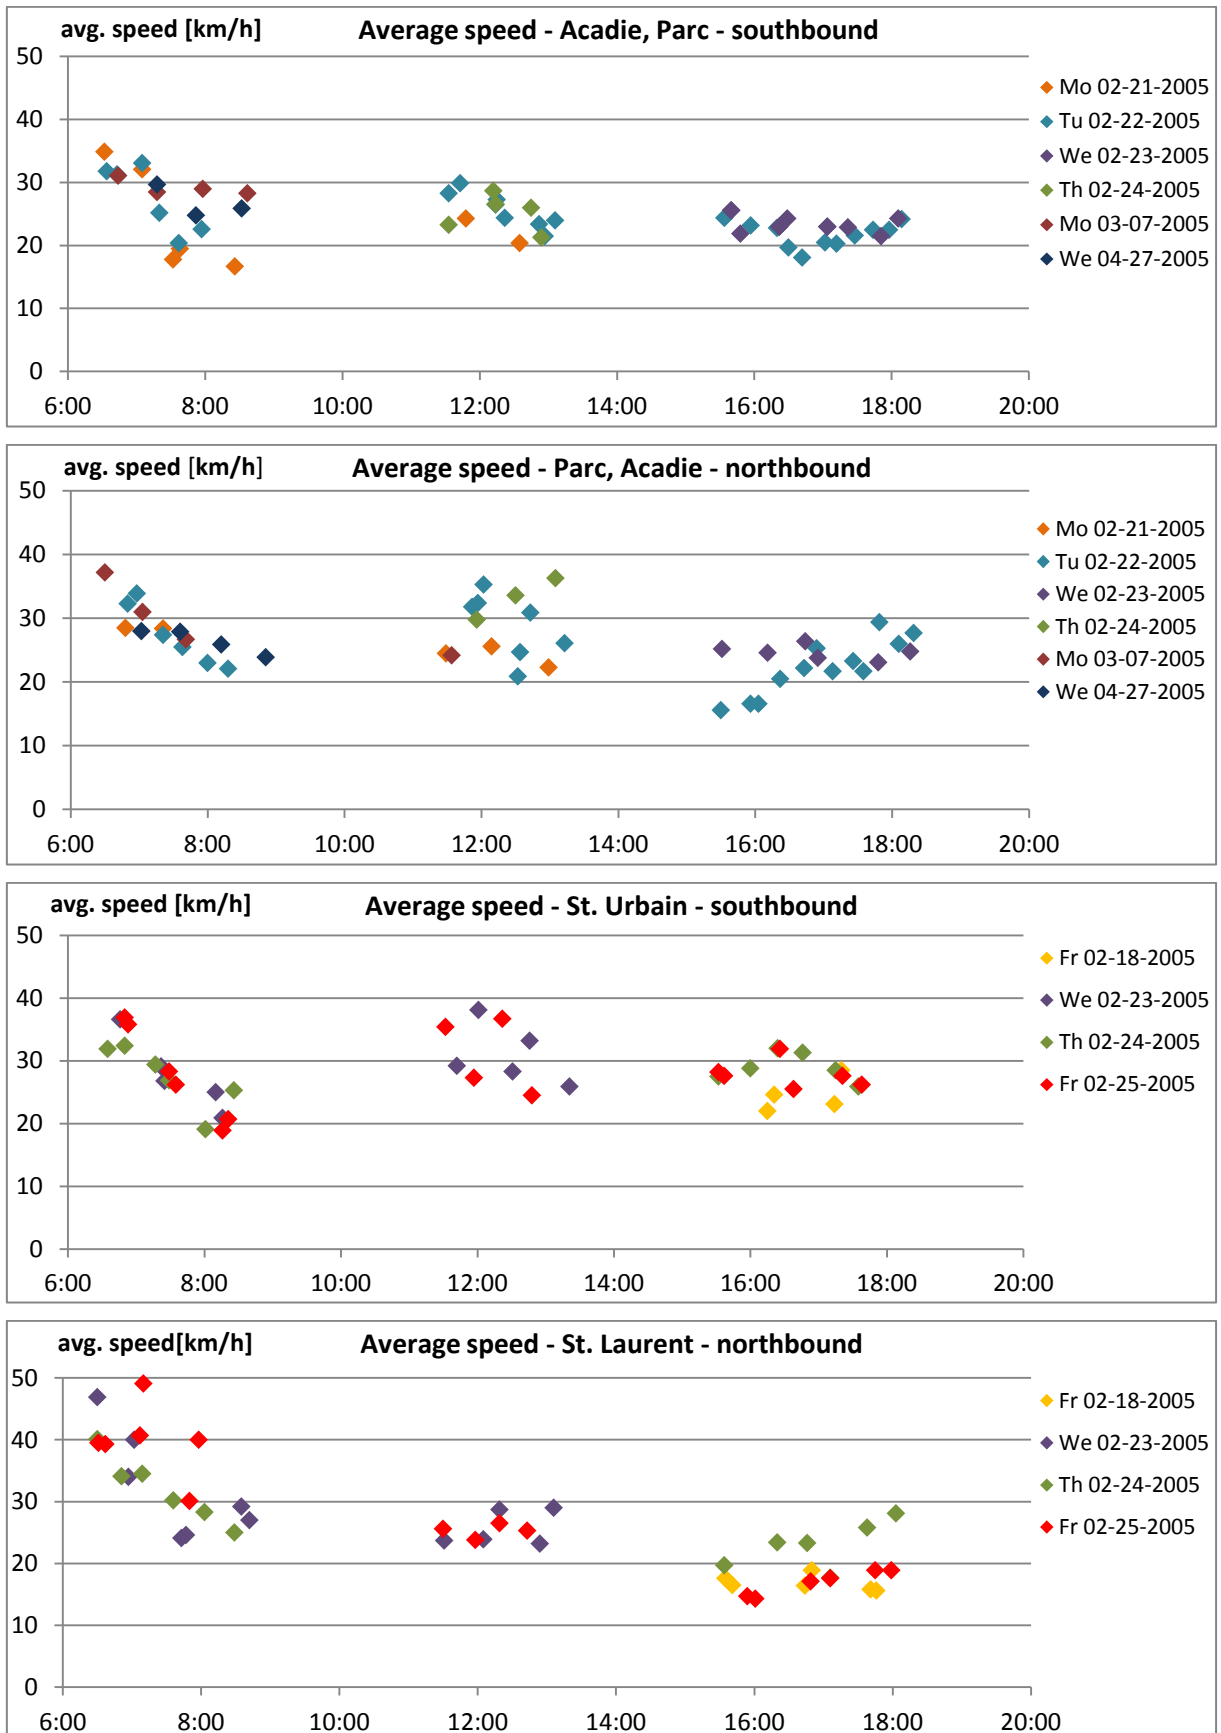 avg. speed [km/h]
Average speed - Acadie, Parc - southbound
50
40
30
20
10
0
6:00 8:00 10:00 12:00 14:00 16:00 18:00 20:00
Mo 02-21-2005
Tu 02-22-2005
We 02-23-2005
Th 02-24-2005
Mo 03-07-2005
We 04-27-2005
avg. speed [km/h]
Average speed - Parc, Acadie - northbound
50
40
30
20
10
0
6:00 8:00 10:00 12:00 14:00 16:00 18:00 20:00
Mo 02-21-2005
Tu 02-22-2005
We 02-23-2005
Th 02-24-2005
Mo 03-07-2005
We 04-27-2005
avg. speed [km/h]
Average speed - St. Urbain - southbound
50
40
30
20
10
0
6:00 8:00 10:00 12:00 14:00 16:00 18:00 20:00
Fr 02-18-2005
We 02-23-2005
Th 02-24-2005
Fr 02-25-2005
avg. speed[km/h]
Average speed - St. Laurent - northbound
50
40
30
20
10
0
6:00 8:00 10:00 12:00 14:00 16:00 18:00 20:00
Fr 02-18-2005
We 02-23-2005
Th 02-24-2005
Fr 02-25-2005